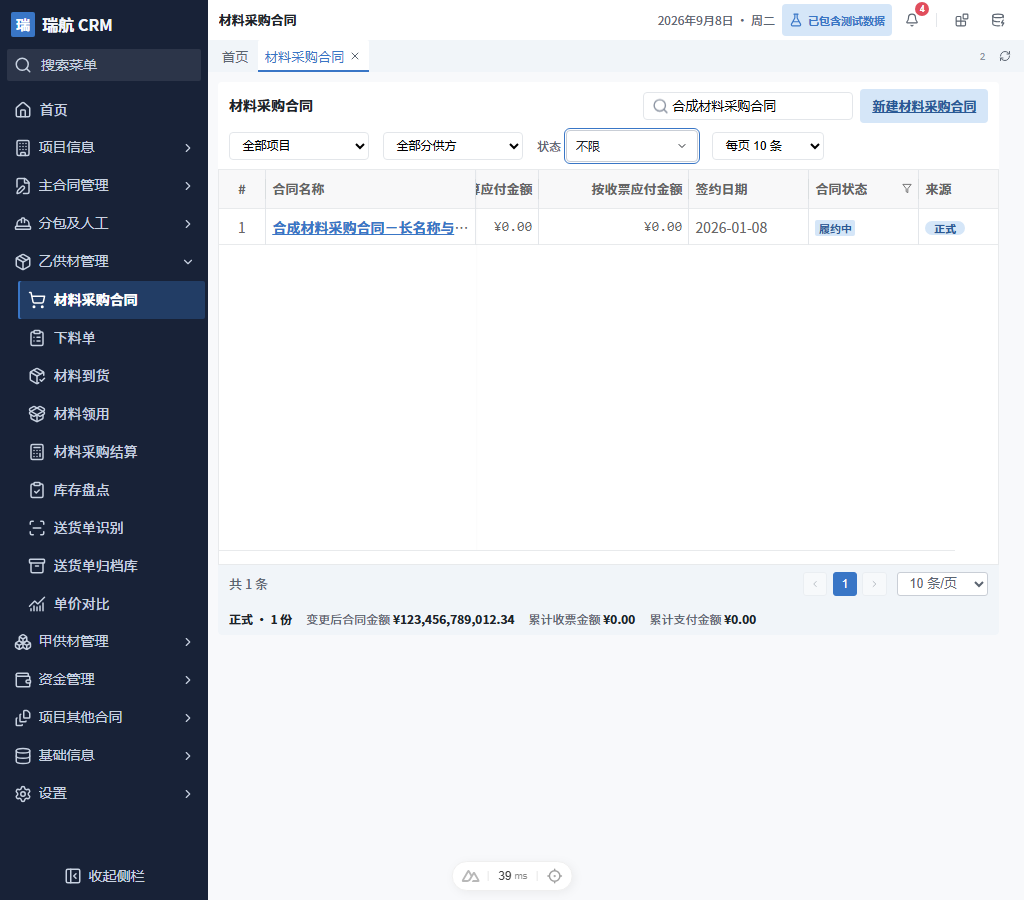 瑞 瑞航 CRM
搜索菜单
首页
项目信息
主合同管理
分包及人工
乙供材管理
材料采购合同
下料单
材料到货
材料领用
材料采购结算
库存盘点
送货单识别
送货单归档库
单价对比
甲供材管理
资金管理
项目其他合同
基础信息
设置
收起侧栏
材料采购合同
2026年9月8日 · 周二
已包含测试数据
4
首页
材料采购合同
2
材料采购合同
合成材料采购合同
新建材料采购合同
全部项目
全部分供方
状态
不限
每页 10 条
# 合同名称 应付金额 按收票应付金额 签约日期 合同状态 来源
1 合成材料采购合同－长名称与… ¥0.00 ¥0.00 2026-01-08 履约中 正式
共 1 条
1
10 条/页
正式 · 1 份 变更后合同金额 ¥123,456,789,012.34 累计收票金额 ¥0.00 累计支付金额 ¥0.00
39 ms